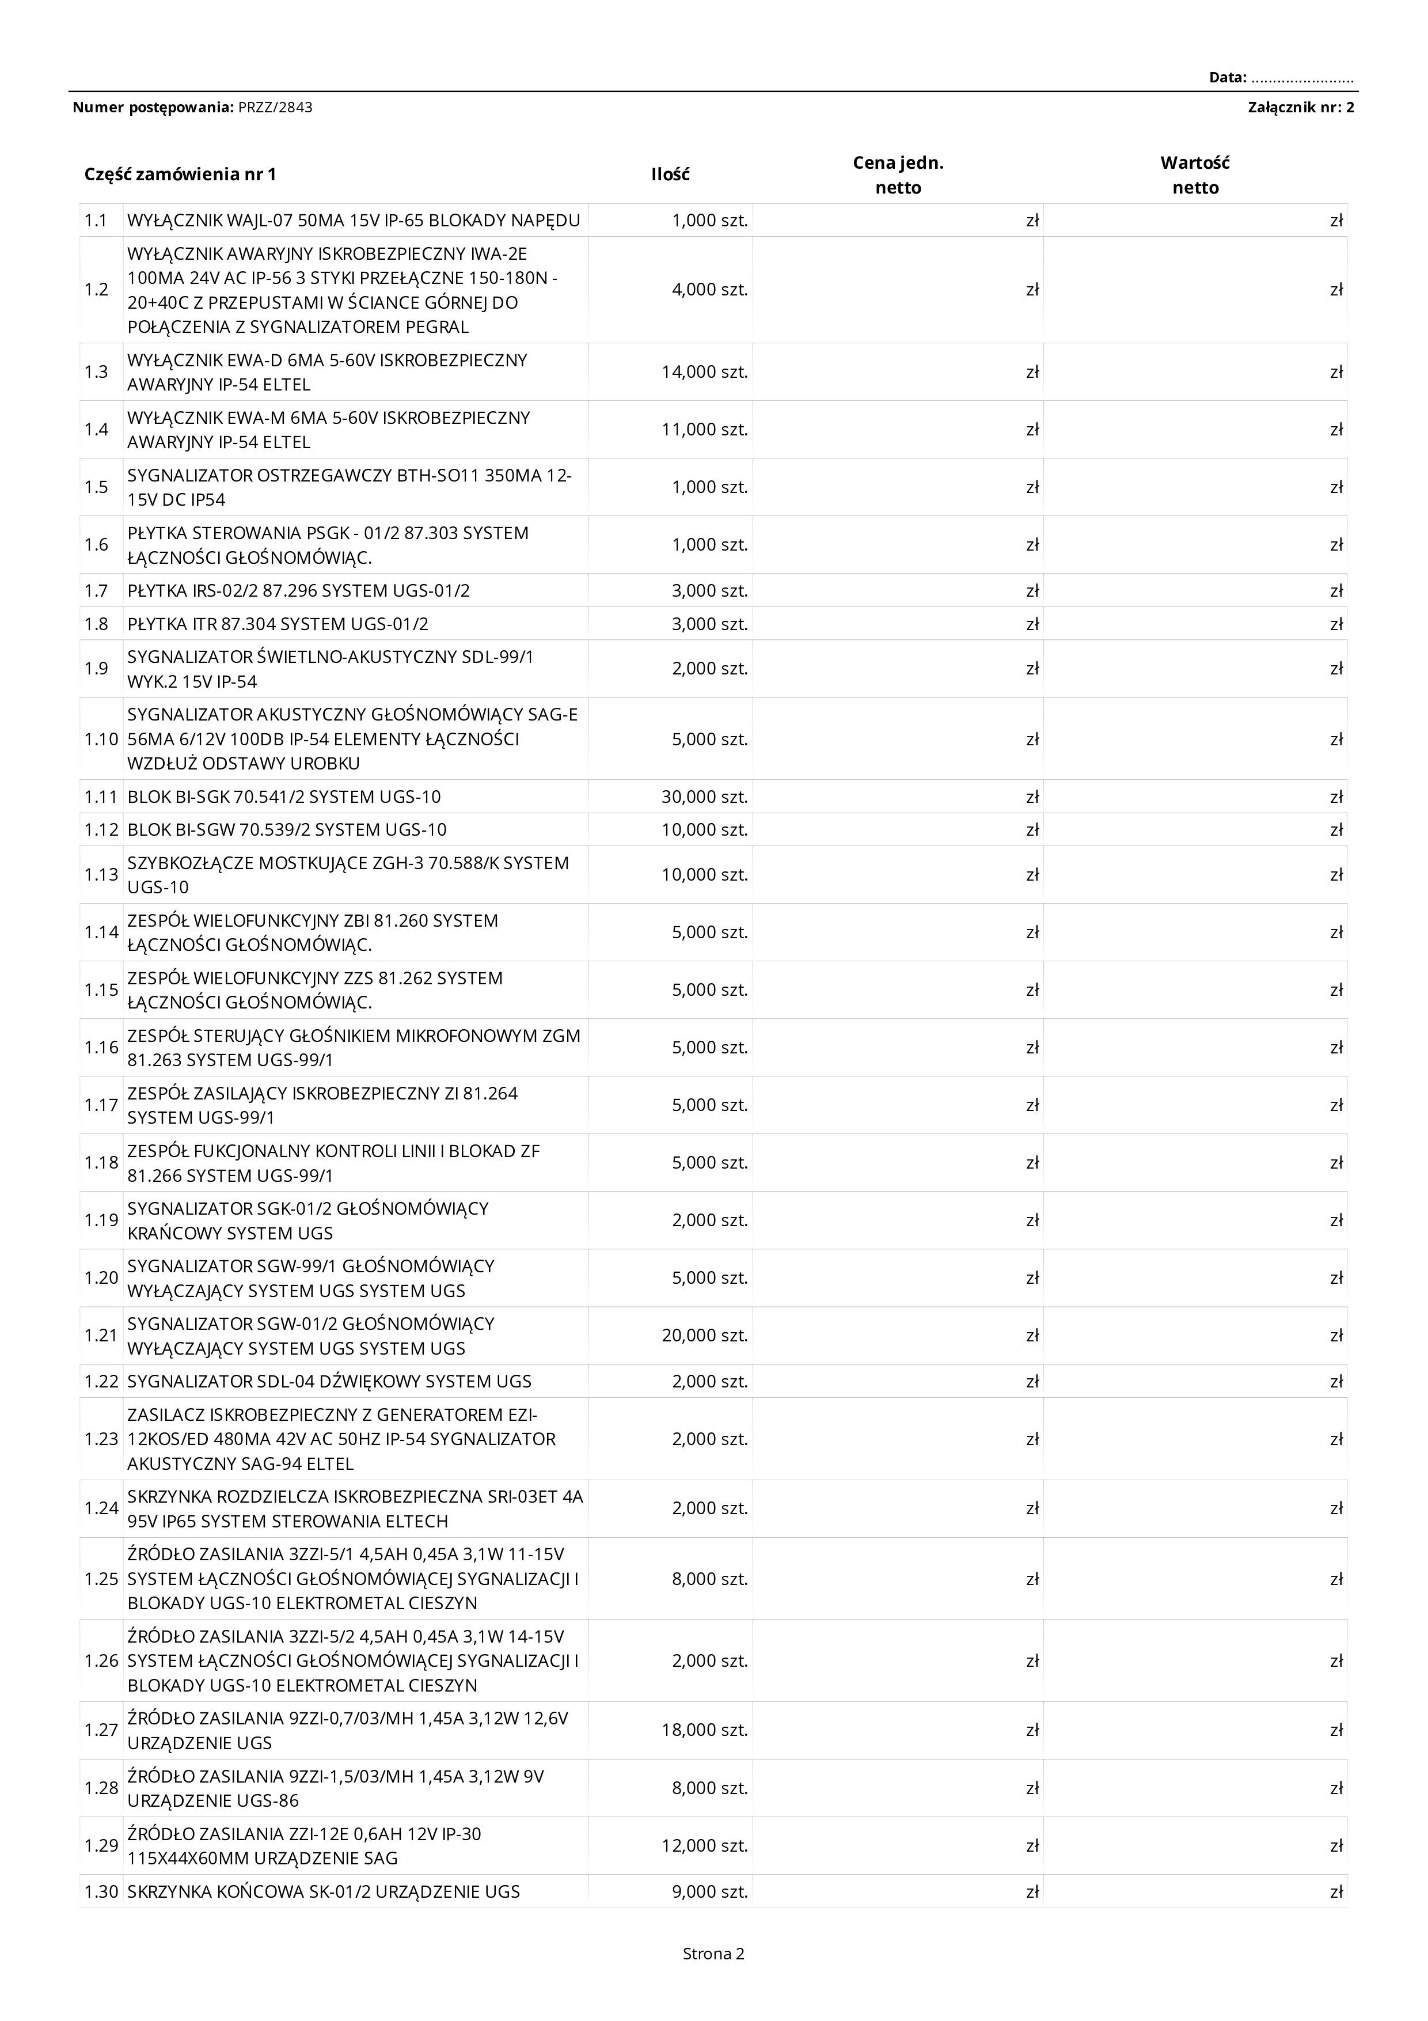 Data: ........................
Numer postępowania: PRZZ/2843 Załącznik nr: 2
Część zamówienia nr 1 Ilość Cena jedn. netto Wartość netto
1.1 WYŁĄCZNIK WAJL-07 50MA 15V IP-65 BLOKADY NAPĘDU 1,000 szt. zł zł
1.2 WYŁĄCZNIK AWARYJNY ISKROBEZPIECZNY IWA-2E
100MA 24V AC IP-56 3 STYKI PRZEŁĄCZNE 150-180N -
20+40C Z PRZEPUSTAMI W ŚCIANCE GÓRNEJ DO
POŁĄCZENIA Z SYGNALIZATOREM PEGRAL 4,000 szt. zł zł
1.3 WYŁĄCZNIK EWA-D 6MA 5-60V ISKROBEZPIECZNY
AWARYJNY IP-54 ELTEL 14,000 szt. zł zł
1.4 WYŁĄCZNIK EWA-M 6MA 5-60V ISKROBEZPIECZNY
AWARYJNY IP-54 ELTEL 11,000 szt. zł zł
1.5 SYGNALIZATOR OSTRZEGAWCZY BTH-SO11 350MA 12-
15V DC IP54 1,000 szt. zł zł
1.6 PŁYTKA STEROWANIA PSGK - 01/2 87.303 SYSTEM
ŁĄCZNOŚCI GŁOŚNOMÓWIĄC. 1,000 szt. zł zł
1.7 PŁYTKA IRS-02/2 87.296 SYSTEM UGS-01/2 3,000 szt. zł zł
1.8 PŁYTKA ITR 87.304 SYSTEM UGS-01/2 3,000 szt. zł zł
1.9 SYGNALIZATOR ŚWIETLNO-AKUSTYCZNY SDL-99/1
WYK.2 15V IP-54 2,000 szt. zł zł
1.10 SYGNALIZATOR AKUSTYCZNY GŁOŚNOMÓWIĄCY SAG-E
56MA 6/12V 100DB IP-54 ELEMENTY ŁĄCZNOŚCI
WZDŁUŻ ODSTAWY UROBKU 5,000 szt. zł zł
1.11 BLOK BI-SGK 70.541/2 SYSTEM UGS-10 30,000 szt. zł zł
1.12 BLOK BI-SGW 70.539/2 SYSTEM UGS-10 10,000 szt. zł zł
1.13 SZYBKOZŁĄCZE MOSTKUJĄCE ZGH-3 70.588/K SYSTEM
UGS-10 10,000 szt. zł zł
1.14 ZESPÓŁ WIELOFUNKCYJNY ZBI 81.260 SYSTEM
ŁĄCZNOŚCI GŁOŚNOMÓWIĄC. 5,000 szt. zł zł
1.15 ZESPÓŁ WIELOFUNKCYJNY ZZS 81.262 SYSTEM
ŁĄCZNOŚCI GŁOŚNOMÓWIĄC. 5,000 szt. zł zł
1.16 ZESPÓŁ STERUJĄCY GŁOŚNIKIEM MIKROFONOWYM ZGM
81.263 SYSTEM UGS-99/1 5,000 szt. zł zł
1.17 ZESPÓŁ ZASILAJĄCY ISKROBEZPIECZNY ZI 81.264
SYSTEM UGS-99/1 5,000 szt. zł zł
1.18 ZESPÓŁ FUKCJONALNY KONTROLI LINII I BLOKAD ZF
81.266 SYSTEM UGS-99/1 5,000 szt. zł zł
1.19 SYGNALIZATOR SGK-01/2 GŁOŚNOMÓWIĄCY
KRAŃCOWY SYSTEM UGS 2,000 szt. zł zł
1.20 SYGNALIZATOR SGW-99/1 GŁOŚNOMÓWIĄCY
WYŁĄCZAJĄCY SYSTEM UGS SYSTEM UGS 5,000 szt. zł zł
1.21 SYGNALIZATOR SGW-01/2 GŁOŚNOMÓWIĄCY
WYŁĄCZAJĄCY SYSTEM UGS SYSTEM UGS 20,000 szt. zł zł
1.22 SYGNALIZATOR SDL-04 DŹWIĘKOWY SYSTEM UGS 2,000 szt. zł zł
1.23 ZASILACZ ISKROBEZPIECZNY Z GENERATOREM EZI-
12KOS/ED 480MA 42V AC 50HZ IP-54 SYGNALIZATOR
AKUSTYCZNY SAG-94 ELTEL 2,000 szt. zł zł
1.24 SKRZYNKA ROZDZIELCZA ISKROBEZPIECZNA SRI-03ET 4A
95V IP65 SYSTEM STEROWANIA ELTECH 2,000 szt. zł zł
1.25 ŹRÓDŁO ZASILANIA 3ZZI-5/1 4,5AH 0,45A 3,1W 11-15V
SYSTEM ŁĄCZNOŚCI GŁOŚNOMÓWIĄCEJ SYGNALIZACJI I
BLOKADY UGS-10 ELEKTROMETAL CIESZYN 8,000 szt. zł zł
1.26 ŹRÓDŁO ZASILANIA 3ZZI-5/2 4,5AH 0,45A 3,1W 14-15V
SYSTEM ŁĄCZNOŚCI GŁOŚNOMÓWIĄCEJ SYGNALIZACJI I
BLOKADY UGS-10 ELEKTROMETAL CIESZYN 2,000 szt. zł zł
1.27 ŹRÓDŁO ZASILANIA 9ZZI-0,7/03/MH 1,45A 3,12W 12,6V
URZĄDZENIE UGS 18,000 szt. zł zł
1.28 ŹRÓDŁO ZASILANIA 9ZZI-1,5/03/MH 1,45A 3,12W 9V
URZĄDZENIE UGS-86 8,000 szt. zł zł
1.29 ŹRÓDŁO ZASILANIA ZZI-12E 0,6AH 12V IP-30
115X44X60MM URZĄDZENIE SAG 12,000 szt. zł zł
1.30 SKRZYNKA KOŃCOWA SK-01/2 URZĄDZENIE UGS 9,000 szt. zł zł
Strona 2